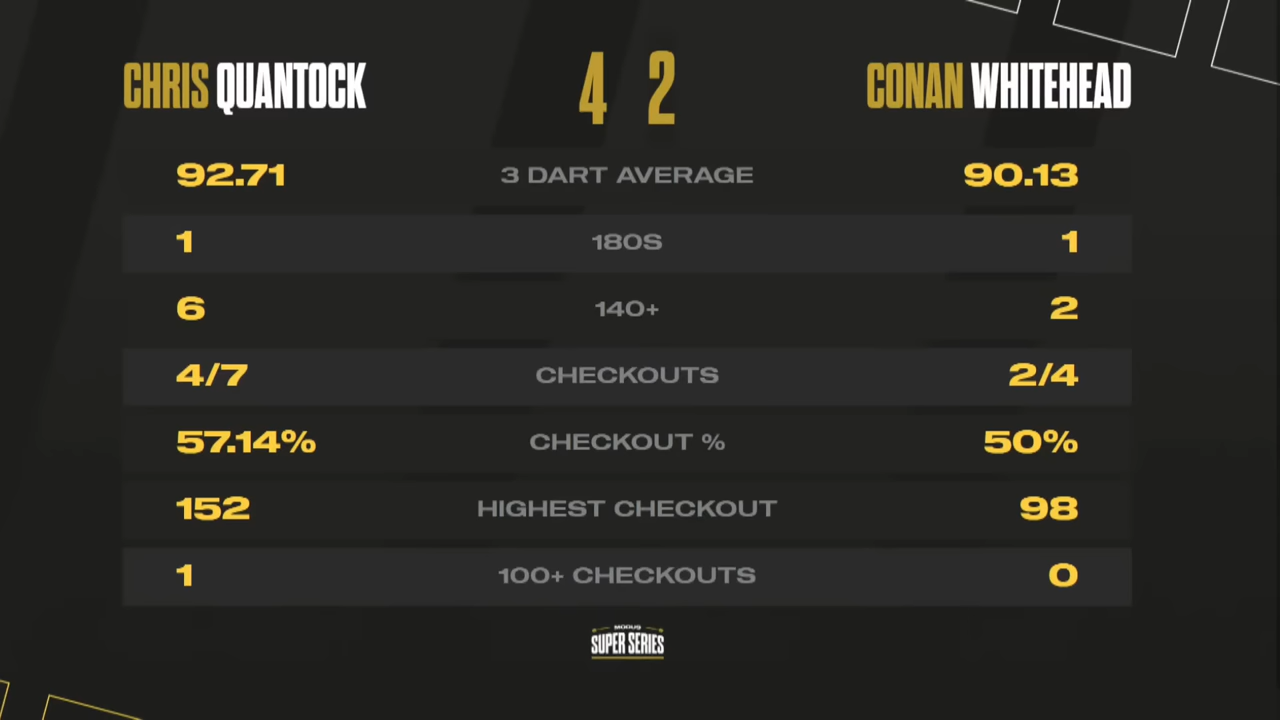 CHRIS QUANTOCK 4 2 CONAN WHITEHEAD
92.71 3 DART AVERAGE 90.13
1 180S 1
6 140+ 2
4/7 CHECKOUTS 2/4
57.14% CHECKOUT % 50%
152 HIGHEST CHECKOUT 98
1 100+ CHECKOUTS 0
MODUS
SUPER SERIES